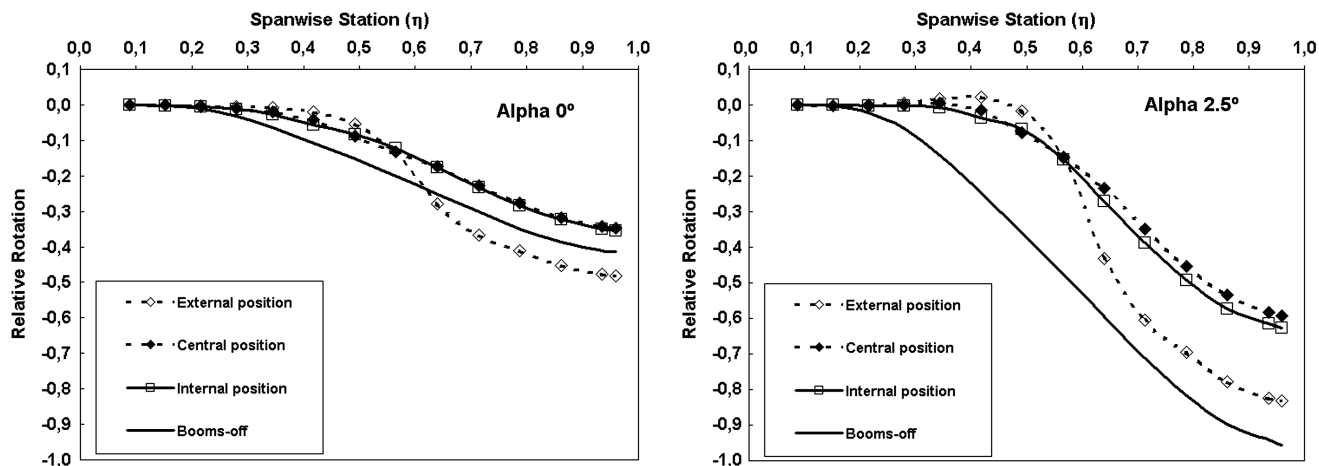 Spanwise Station (η)
0,0 0,1 0,2 0,3 0,4 0,5 0,6 0,7 0,8 0,9 1,0
0,1
0,0
-0,1
-0,2
-0,3
-0,4
-0,5
-0,6
-0,7
-0,8
-0,9
-1,0
Relative Rotation
Alpha 0º
External position
Central position
Internal position
Booms-off
Spanwise Station (η)
0,0 0,1 0,2 0,3 0,4 0,5 0,6 0,7 0,8 0,9 1,0
0,1
0,0
-0,1
-0,2
-0,3
-0,4
-0,5
-0,6
-0,7
-0,8
-0,9
-1,0
Relative Rotation
Alpha 2.5º
External position
Central position
Internal position
Booms-off